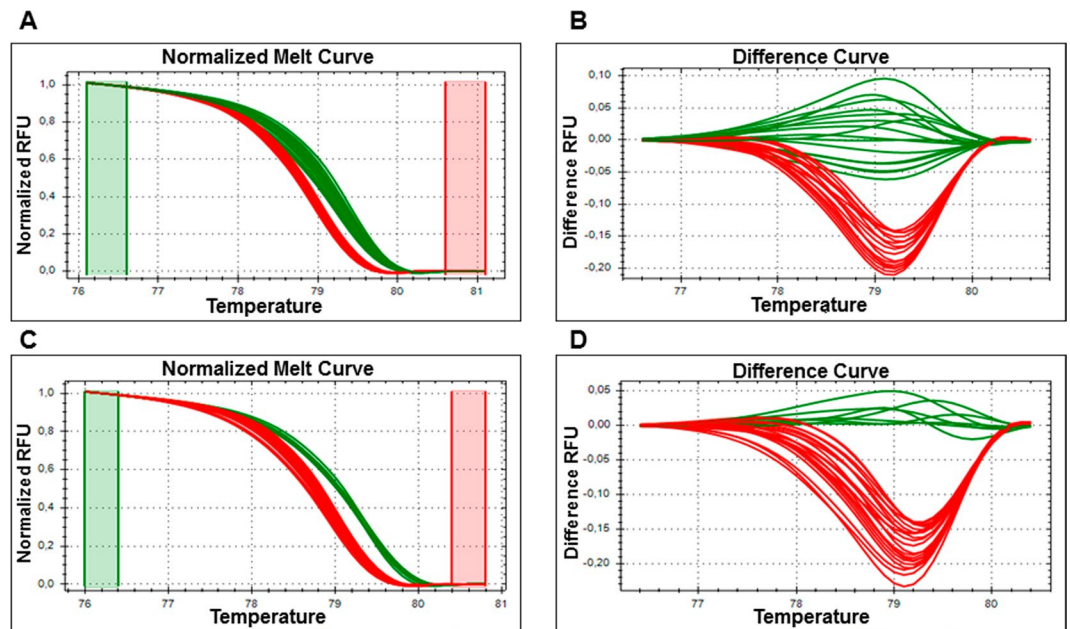 A
B
Normalized Melt Curve
Normalized RFU
1,0
0,8
0,6
0,4
0,2
0,0
76
77
78
79
80
81
Temperature
Difference Curve
Difference RFU
0,10
0,05
0,00
-0,05
-0,10
-0,15
-0,20
77
78
79
80
Temperature
C
D
Normalized Melt Curve
Normalized RFU
1,0
0,8
0,6
0,4
0,2
0,0
76
77
78
79
80
81
Temperature
Difference Curve
Difference RFU
0,05
0,00
-0,05
-0,10
-0,15
-0,20
77
78
79
80
Temperature